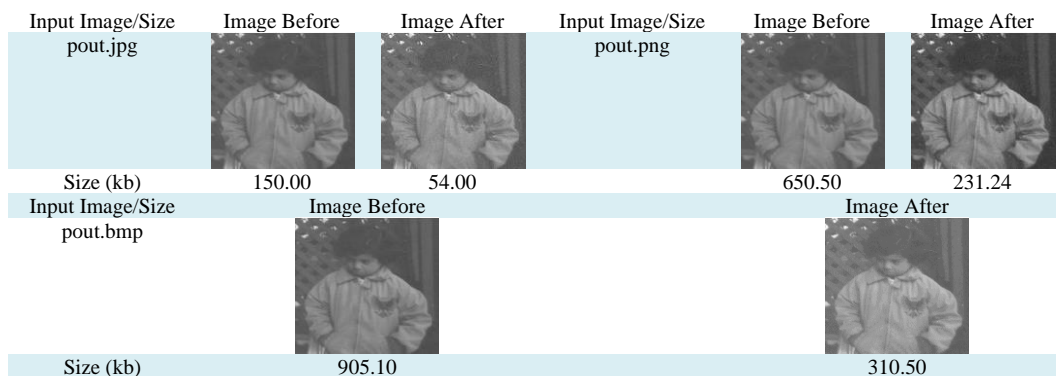 Input Image/Size Image Before Image After Input Image/Size Image Before Image After
pout.jpg pout.png
Size (kb) 150.00 54.00 650.50 231.24
Input Image/Size Image Before Image After
pout.bmp
Size (kb) 905.10 310.50